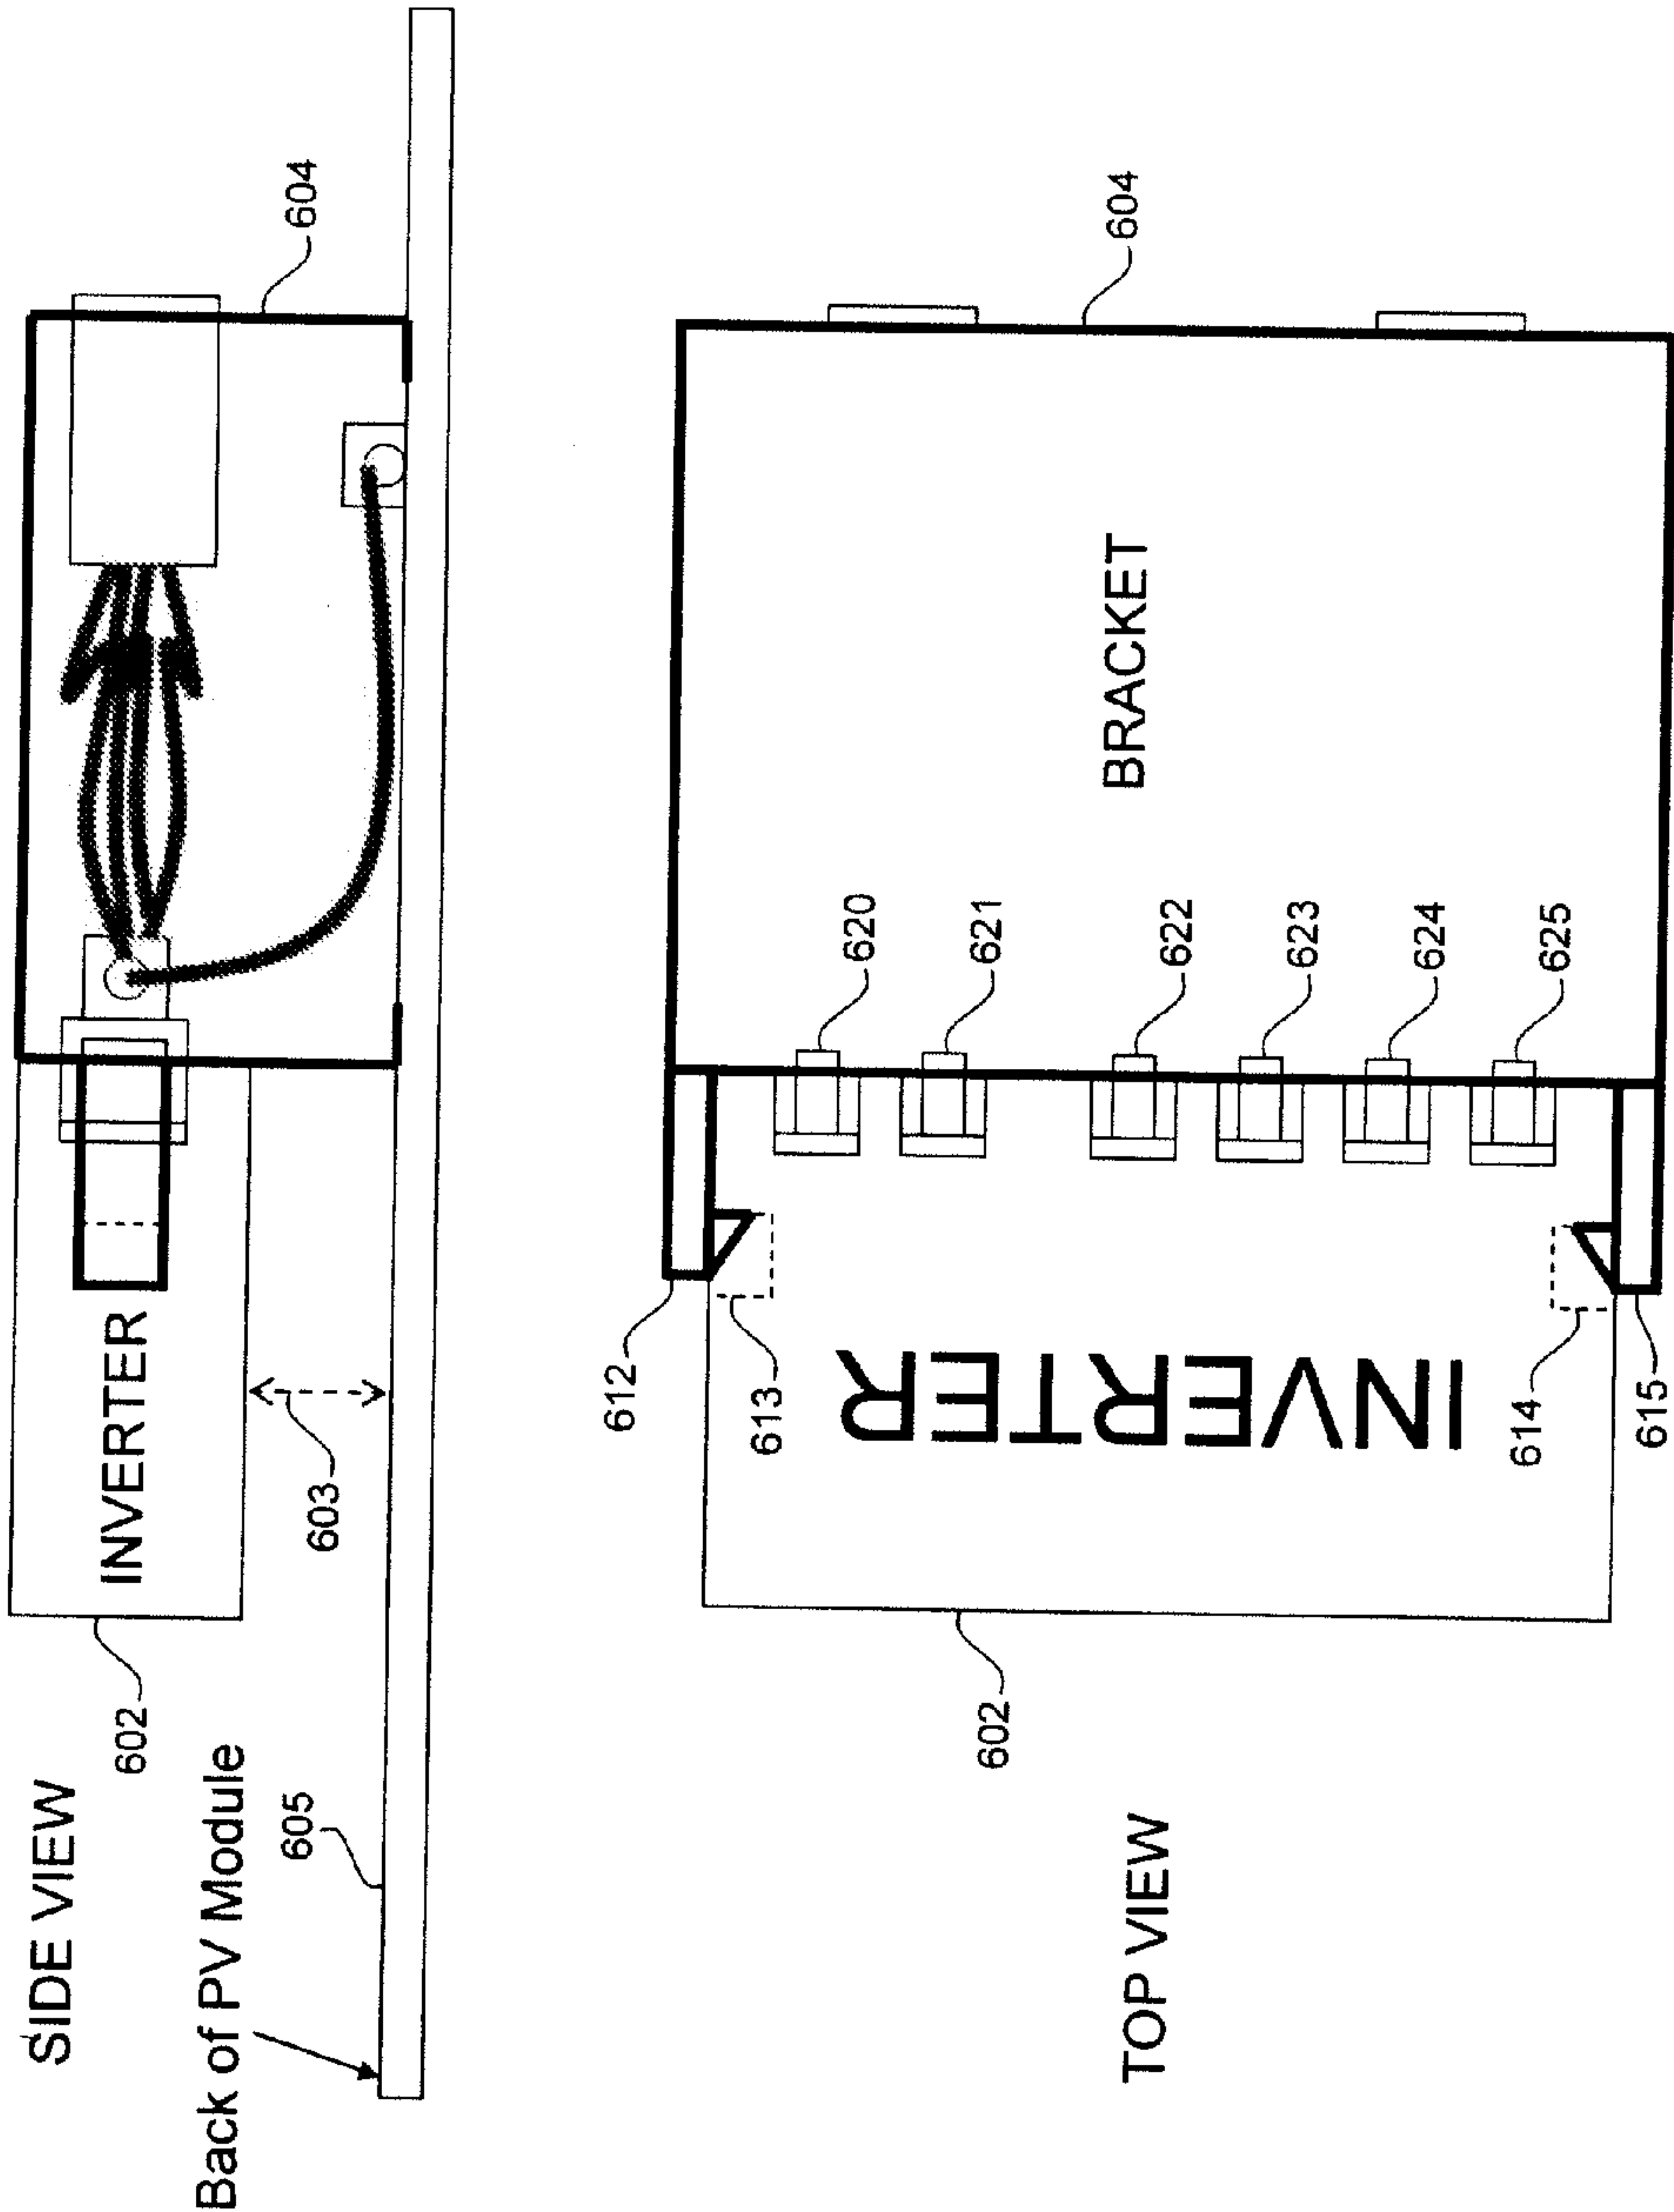 SIDE VIEW
Back of PV Module
605
602
603
INVERTER
604
TOP VIEW
602
612
613
INVERTER
614
615
620
621
622
623
624
625
BRACKET
604